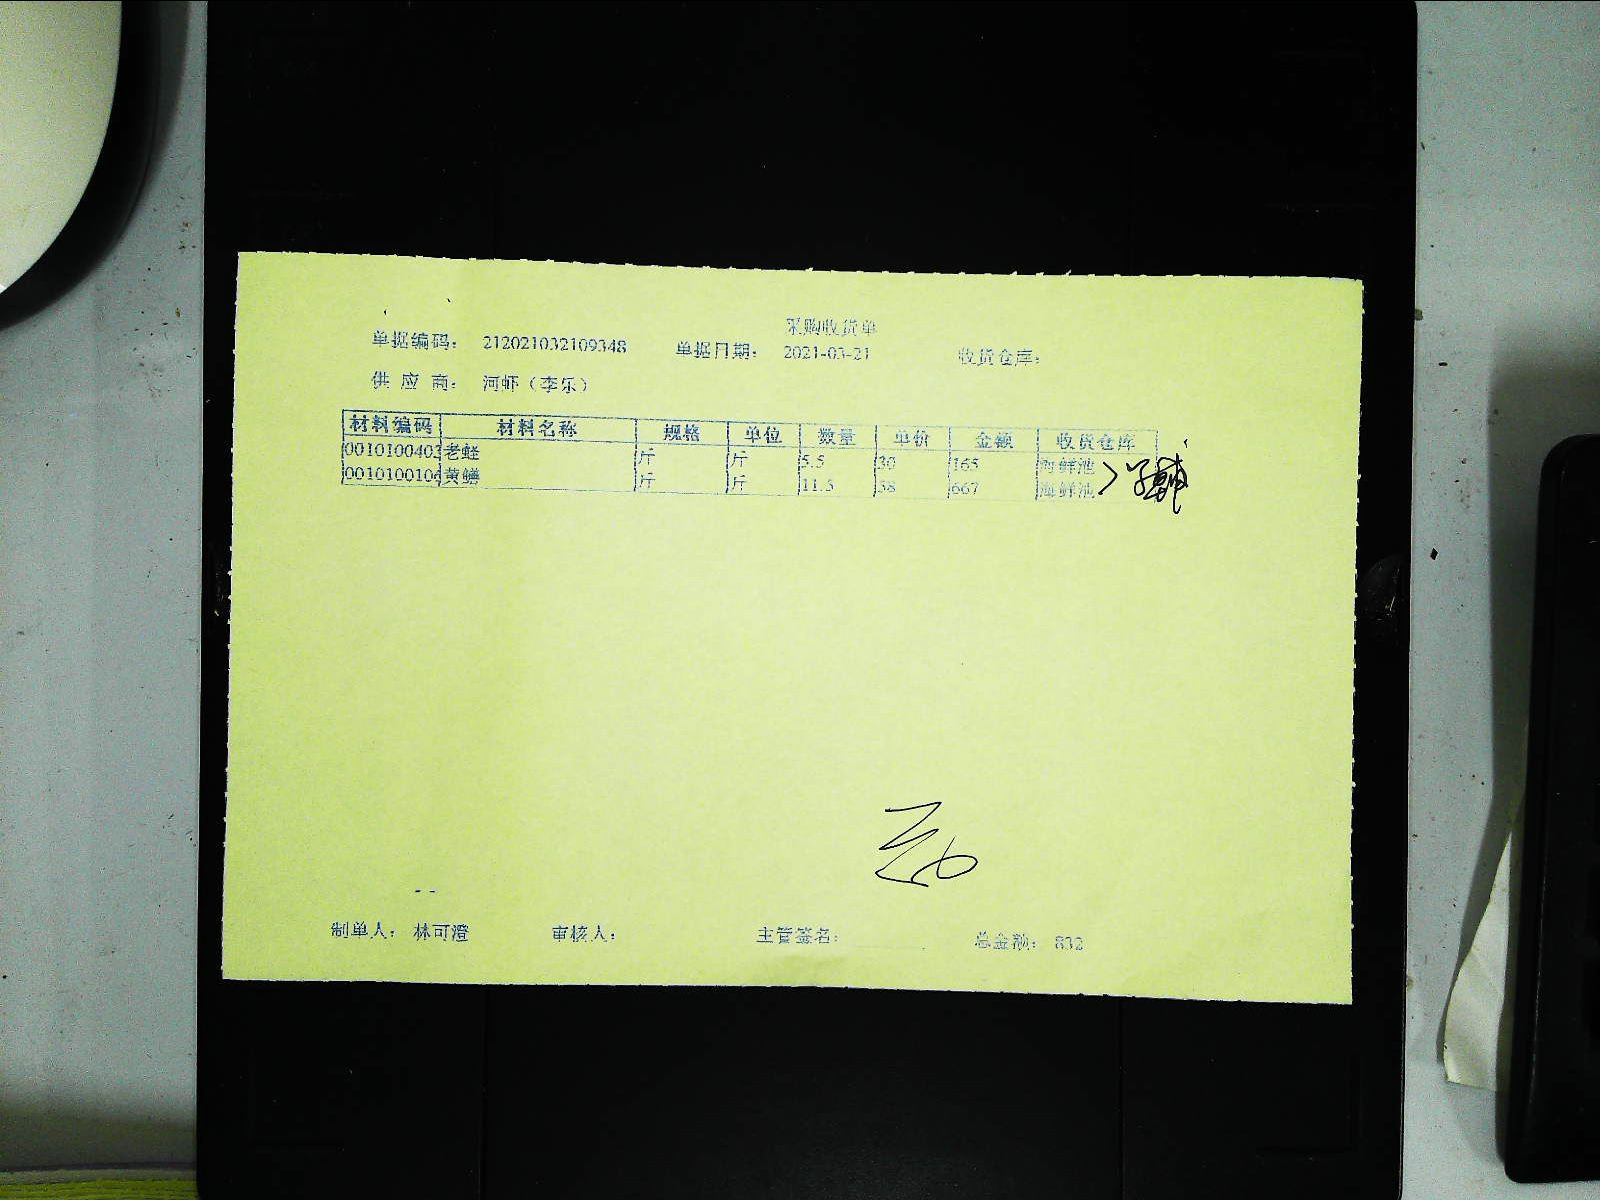 采购收货单
单据编码： 212021032109348 单据日期： 2021-03-21 收货仓库：
供 应 商： 河虾（李乐）
材料编码 材料名称 规格 单位 数量 单价 金额 收货仓库
0010100403 老蛏 斤 斤 5.5 30 165 海鲜池
0010100106 黄鳝 斤 斤 11.5 58 667 海鲜池
制单人： 林可澄 审核人： 主管签名： 总金额： 832